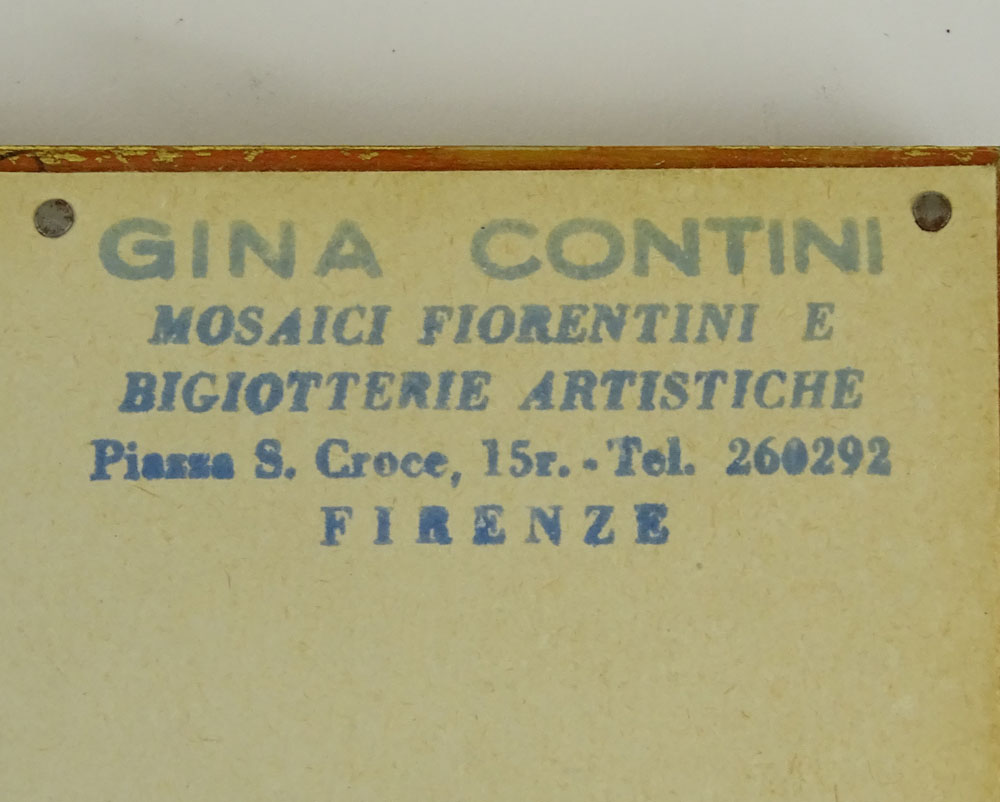 GINA CONTINI
MOSAICI FIORENTINI E
BIGIOTTERIE ARTISTICHE
Piazza S. Croce, 15r. - Tel. 260292
FIRENZE